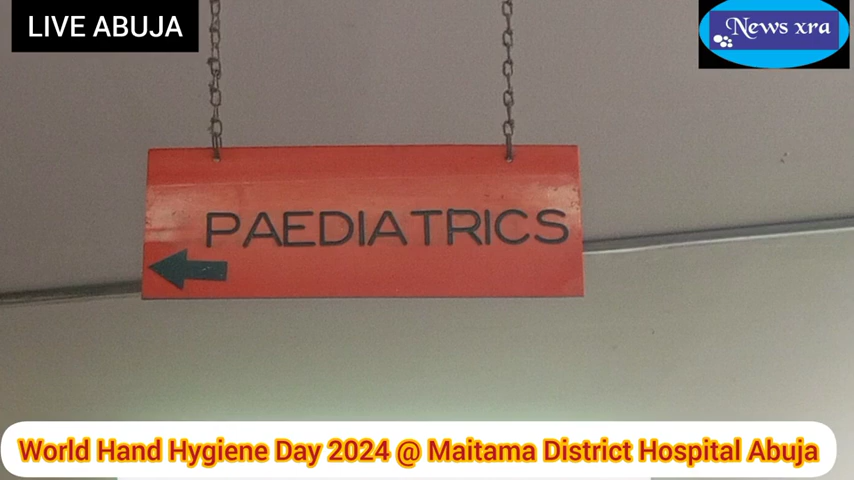 LIVE ABUJA
News xra
PAEDIATRICS
World Hand Hygiene Day 2024 @ Maitama District Hospital Abuja